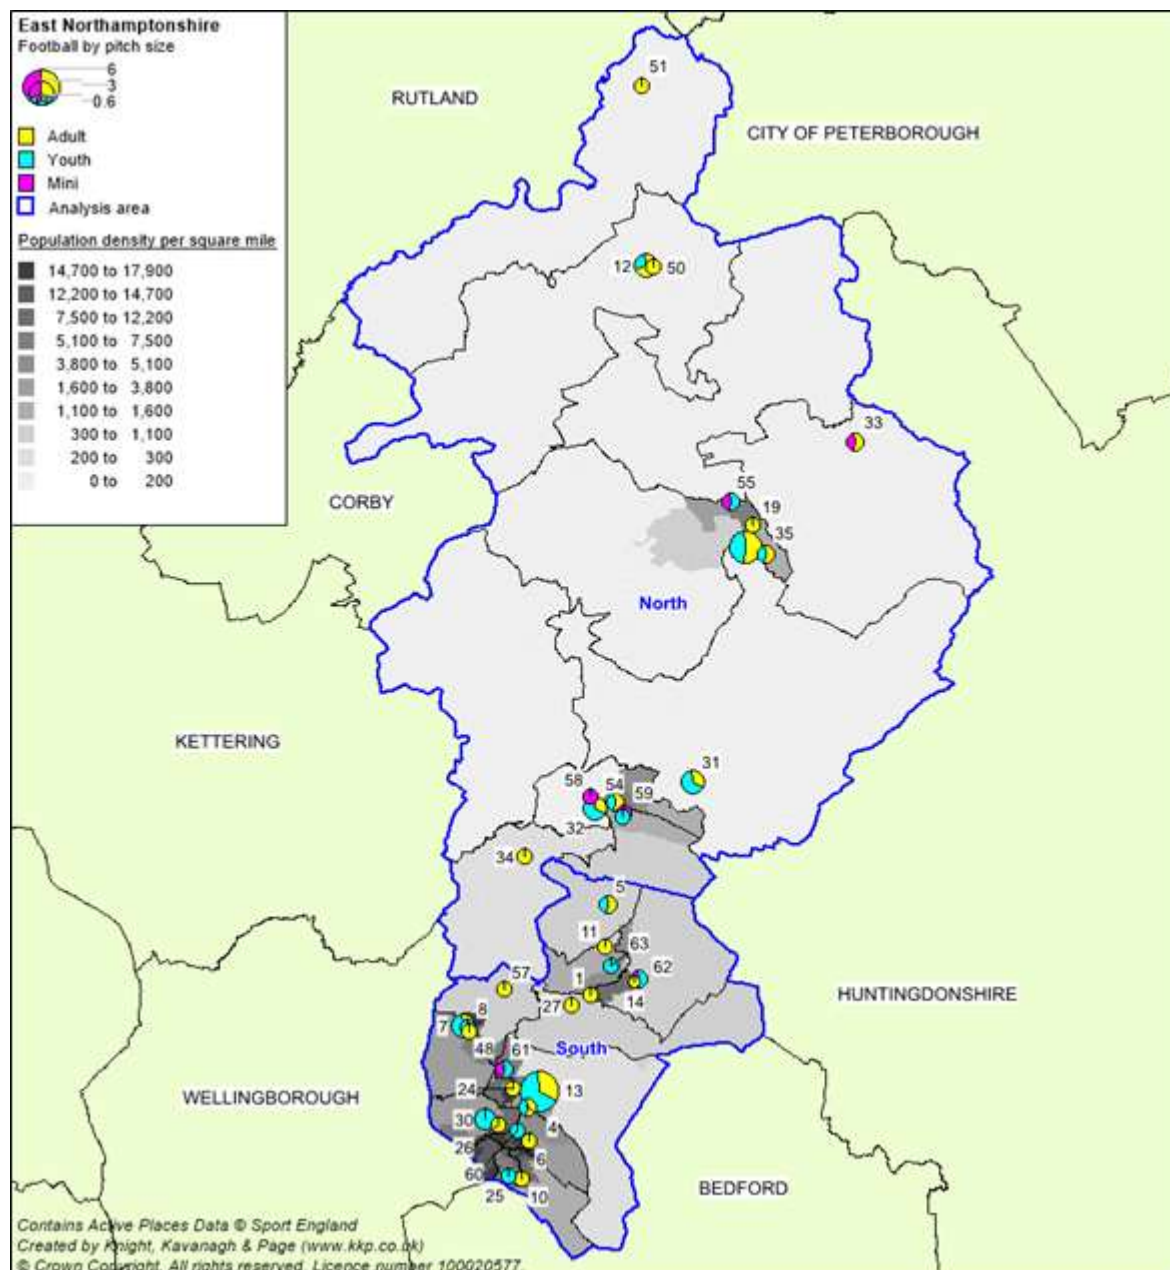 East Northamptonshire
Football by pitch size
6
3
0.6
Adult
Youth
Mini
Analysis area
Population density per square mile
14,700 to 17,900
12,200 to 14,700
7,500 to 12,200
5,100 to 7,500
3,800 to 5,100
1,600 to 3,800
1,100 to 1,600
300 to 1,100
200 to 300
0 to 200
51
RUTLAND
CITY OF PETERBOROUGH
12
50
33
55
CORBY
19
35
North
KETTERING
31
58
54
59
32
34
5
11
63
62
57
1
14
HUNTINGDONSHIRE
27
8
7
48
61
South
24
13
WELLINGBOROUGH
30
4
26
6
60
BEDFORD
25
10
Contains Active Places Data © Sport England
Created by Knight, Kavanagh & Page (www.kkp.co.uk)
© Crown Copyright. All rights reserved. Licence number 100020577.